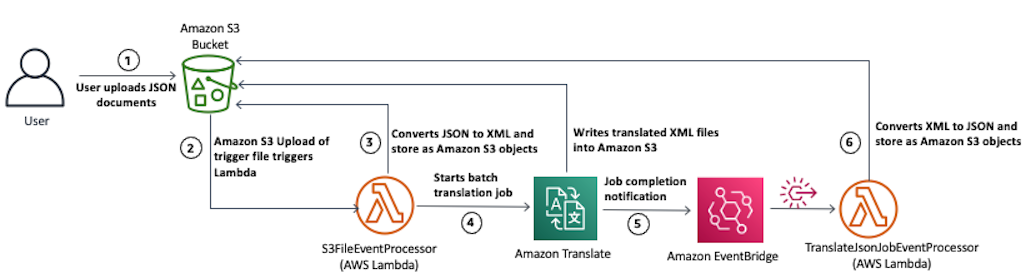 Amazon S3
Bucket
1
User uploads JSON
documents
User
2
Amazon S3 Upload of
trigger file triggers
Lambda
3
Converts JSON to XML and
store as Amazon S3 objects
Writes translated XML files
into Amazon S3
6
Converts XML to JSON and
store as Amazon S3 objects
Starts batch
translation job
4
Job completion
notification
5
A
文
S3FileEventProcessor
(AWS Lambda)
Amazon Translate
Amazon EventBridge
TranslateJsonJobEventProcessor
(AWS Lambda)